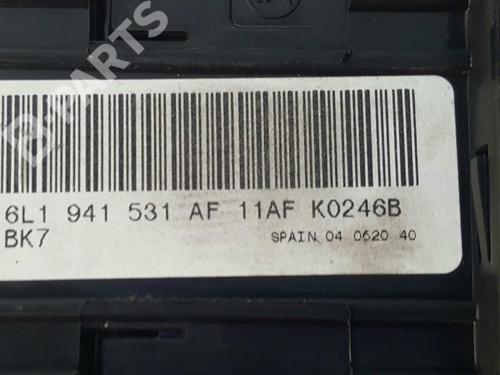 B-PARTS
6L1 941 531 AF 11AF K0246B
BK7 SPAIN 04 0620 40